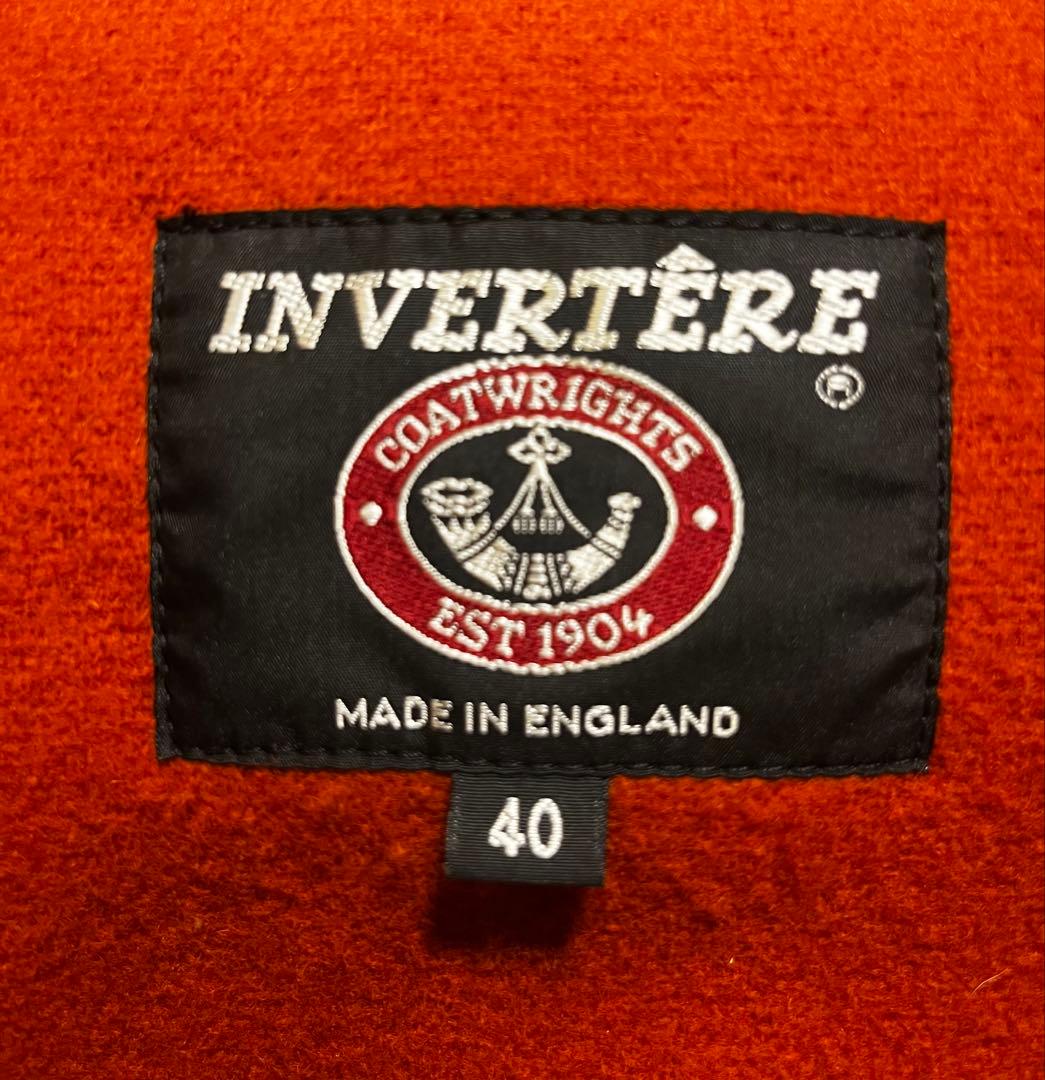 INVERTÊRE
®
COATWRIGHTS
EST 1904
MADE IN ENGLAND
40